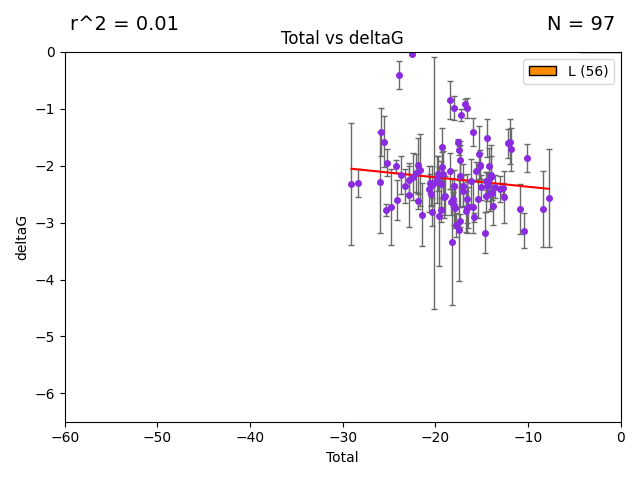 r^2 = 0.01
N = 97
Total vs deltaG
L (56)
deltaG
0
−1
−2
−3
−4
−5
−6
−60
−50
−40
−30
−20
−10
0
Total